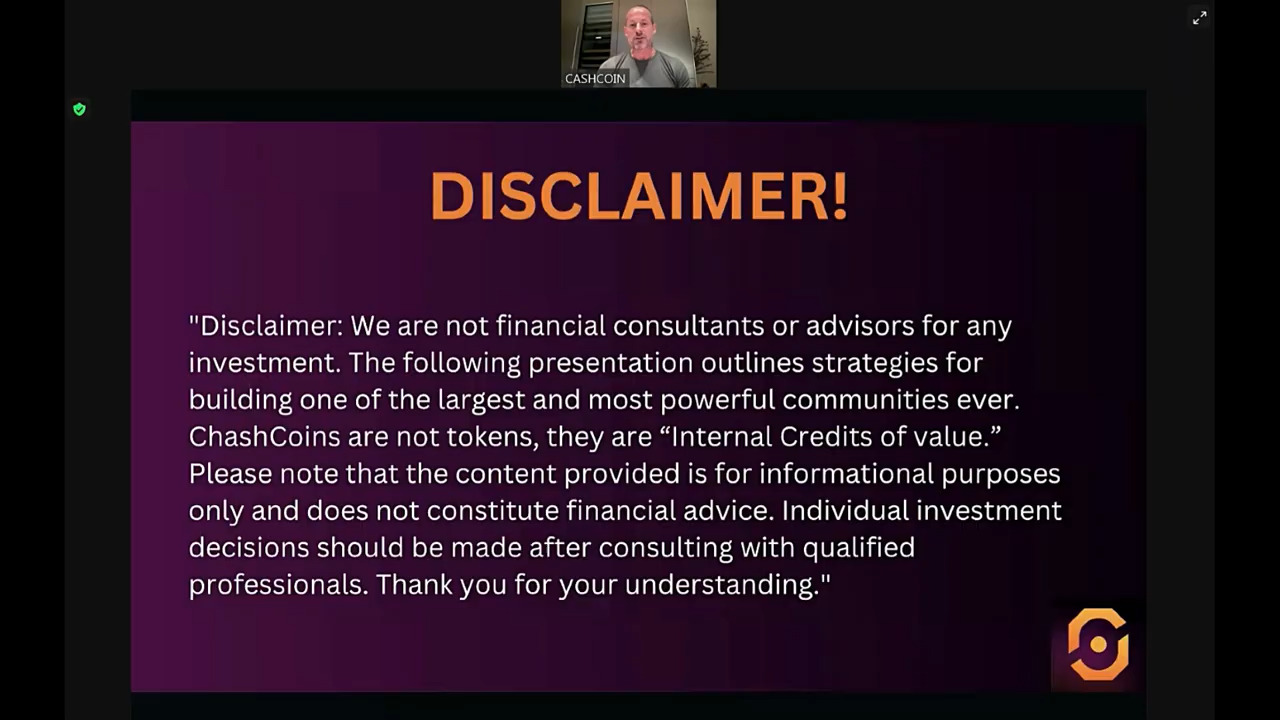 CASHCOIN
DISCLAIMER!
"Disclaimer: We are not financial consultants or advisors for any
investment. The following presentation outlines strategies for
building one of the largest and most powerful communities ever.
ChashCoins are not tokens, they are “Internal Credits of value.”
Please note that the content provided is for informational purposes
only and does not constitute financial advice. Individual investment
decisions should be made after consulting with qualified
professionals. Thank you for your understanding."